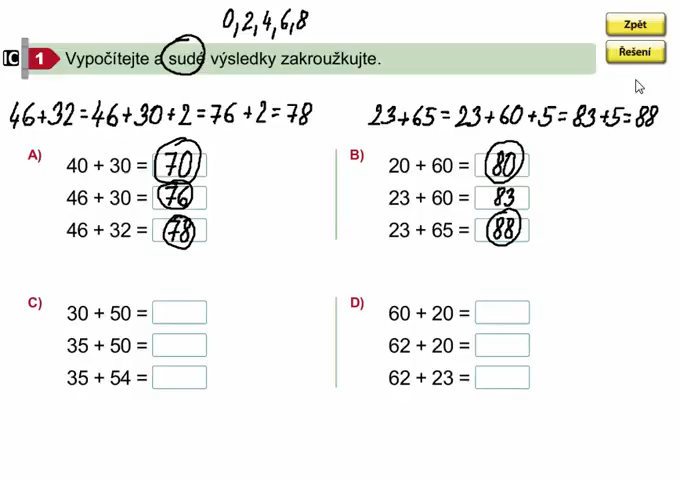 0,2,4,6,8
Zpět
1 Vypočítejte a sudé výsledky zakroužkujte.
Řešení
46+32=46+30+2=76+2=78
23+65=23+60+5=83+5=88
A)
40 + 30 = 70
46 + 30 = 76
46 + 32 = 78
B)
20 + 60 = 80
23 + 60 = 83
23 + 65 = 88
C)
30 + 50 =
35 + 50 =
35 + 54 =
D)
60 + 20 =
62 + 20 =
62 + 23 =